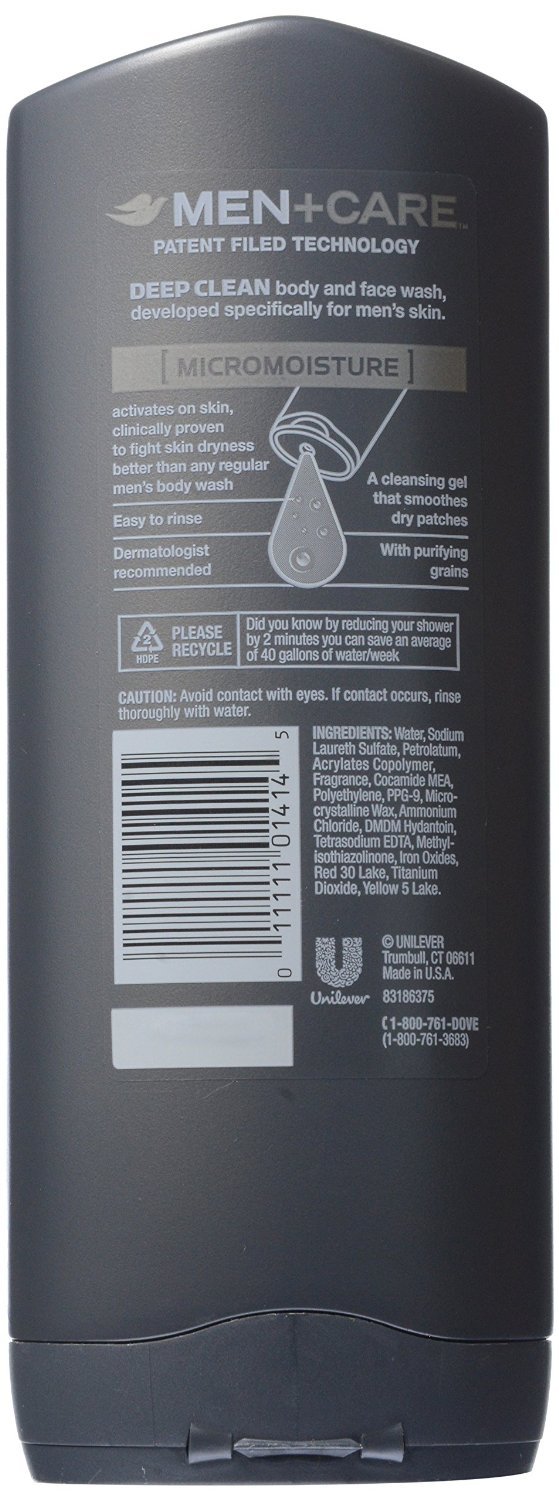 MEN+CARE™
PATENT FILED TECHNOLOGY
DEEP CLEAN body and face wash,
developed specifically for men's skin.
[ MICROMOISTURE ]
activates on skin,
clinically proven
to fight skin dryness
better than any regular
men's body wash
Easy to rinse
Dermatologist
recommended
A cleansing gel
that smoothes
dry patches
With purifying
grains
2
HDPE
PLEASE
RECYCLE
Did you know by reducing your shower
by 2 minutes you can save an average
of 40 gallons of water/week
CAUTION: Avoid contact with eyes. If contact occurs, rinse
thoroughly with water.
0 11111 01414 5
INGREDIENTS: Water, Sodium
Laureth Sulfate, Petrolatum,
Acrylates Copolymer,
Fragrance, Cocamide MEA,
Polyethylene, PPG-9, Micro-
crystalline Wax, Ammonium
Chloride, DMDM Hydantoin,
Tetrasodium EDTA, Methyl-
isothiazolinone, Iron Oxides,
Red 30 Lake, Titanium
Dioxide, Yellow 5 Lake.
Unilever
© UNILEVER
Trumbull, CT 06611
Made in U.S.A.
83186375
1-800-761-DOVE
(1-800-761-3683)